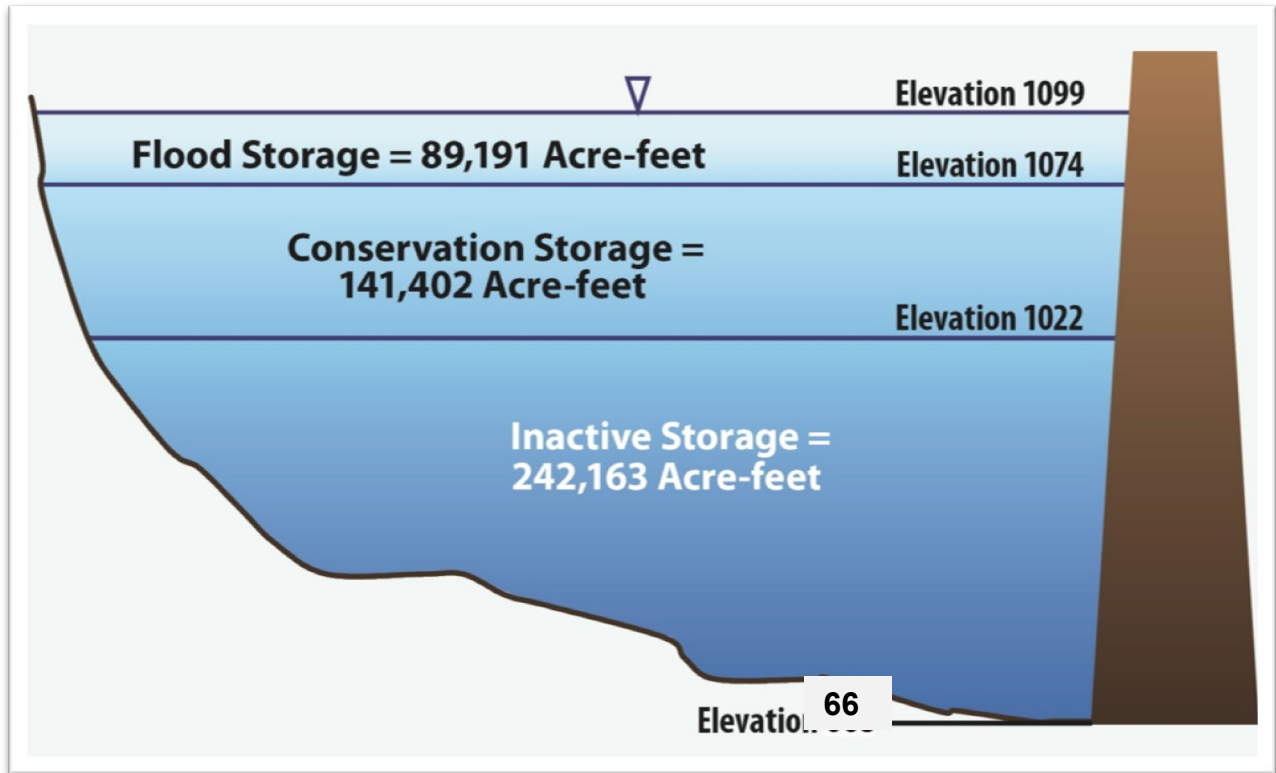 Elevation 1099
Flood Storage = 89,191 Acre-feet
Elevation 1074
Conservation Storage =
141,402 Acre-feet
Elevation 1022
Inactive Storage =
242,163 Acre-feet
66
Elevation